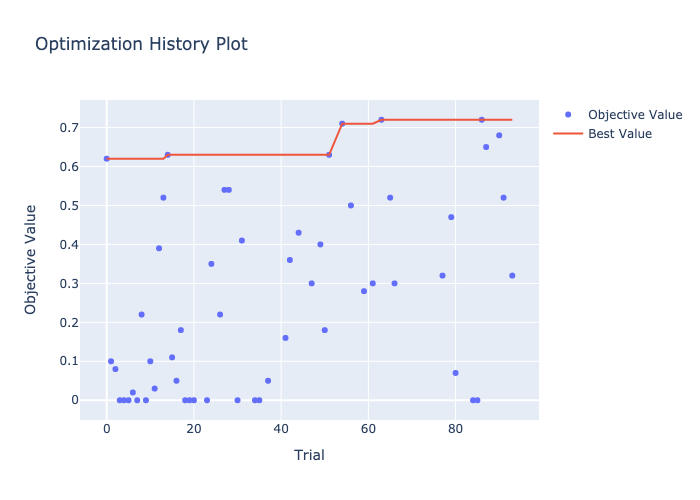 Optimization History Plot
Objective Value
Best Value
0.7
0.6
0.5
0.4
0.3
0.2
0.1
0
0 20 40 60 80
Trial
Objective Value